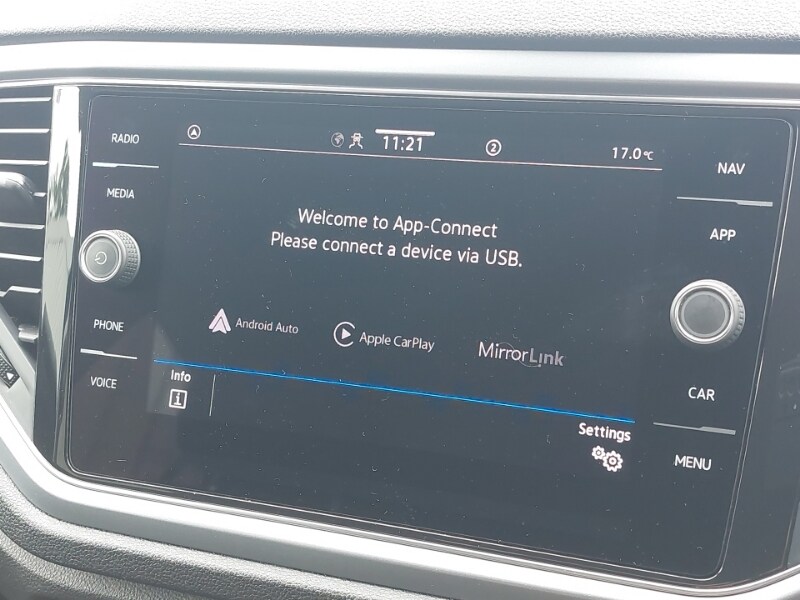 RADIO
MEDIA
PHONE
VOICE
11:21
2
17.0°C
Welcome to App-Connect
Please connect a device via USB.
Android Auto
Apple CarPlay
MirrorLink
Info
i
Settings
NAV
APP
CAR
MENU